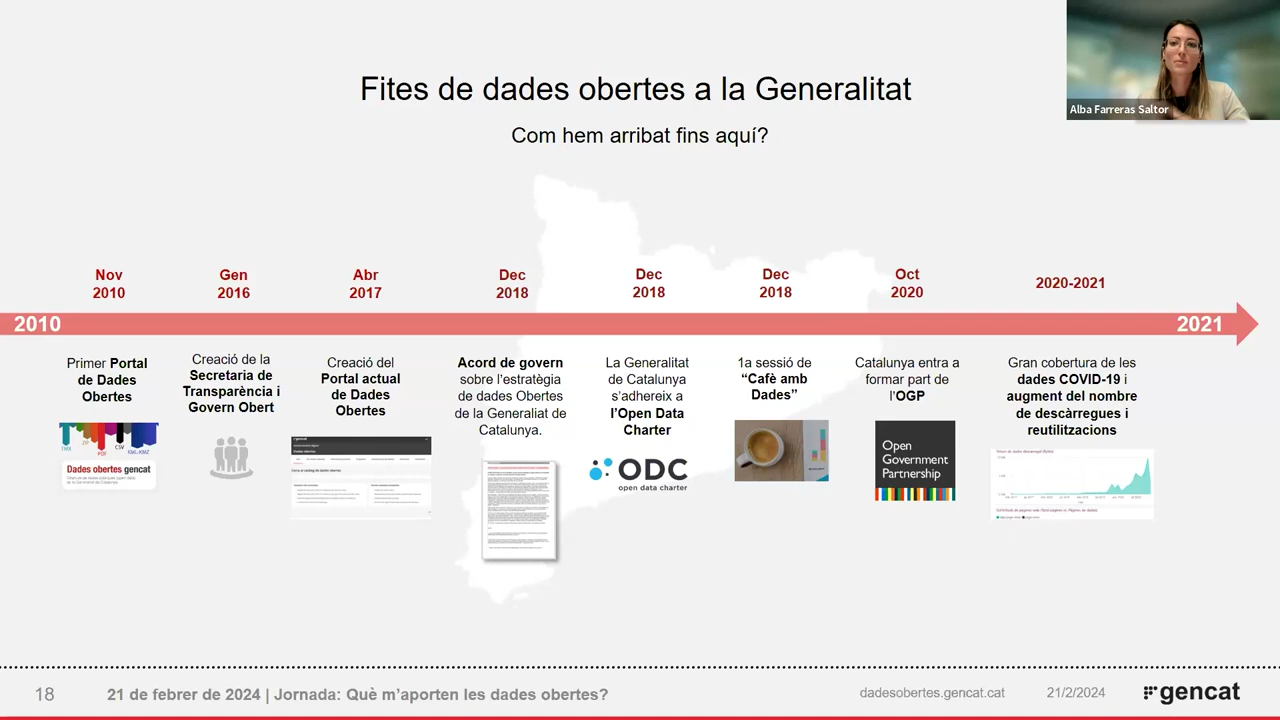 Alba Farreras Saltor
Fites de dades obertes a la Generalitat
Com hem arribat fins aquí?
Nov
2010
Gen
2016
Abr
2017
Dec
2018
Dec
2018
Dec
2018
Oct
2020
2020-2021
2010
2021
Primer Portal
de Dades
Obertes
Dades obertes gencat
Creació de la
Secretaria de
Transparència i
Govern Obert
Creació del
Portal actual
de Dades
Obertes
Acord de govern
sobre l’estratègia
de dades Obertes
de la Generaliat de
Catalunya.
La Generalitat
de Catalunya
s’adhereix a
l’Open Data
Charter
ODC
open data charter
1a sessió de
“Cafè amb
Dades”
Catalunya entra a
formar part de
l’OGP
Open
Government
Partnership
Gran cobertura de les
dades COVID-19 i
augment del nombre
de descàrregues i
reutilitzacions
18
21 de febrer de 2024 | Jornada: Què m’aporten les dades obertes?
dadesobertes.gencat.cat
21/2/2024
gencat